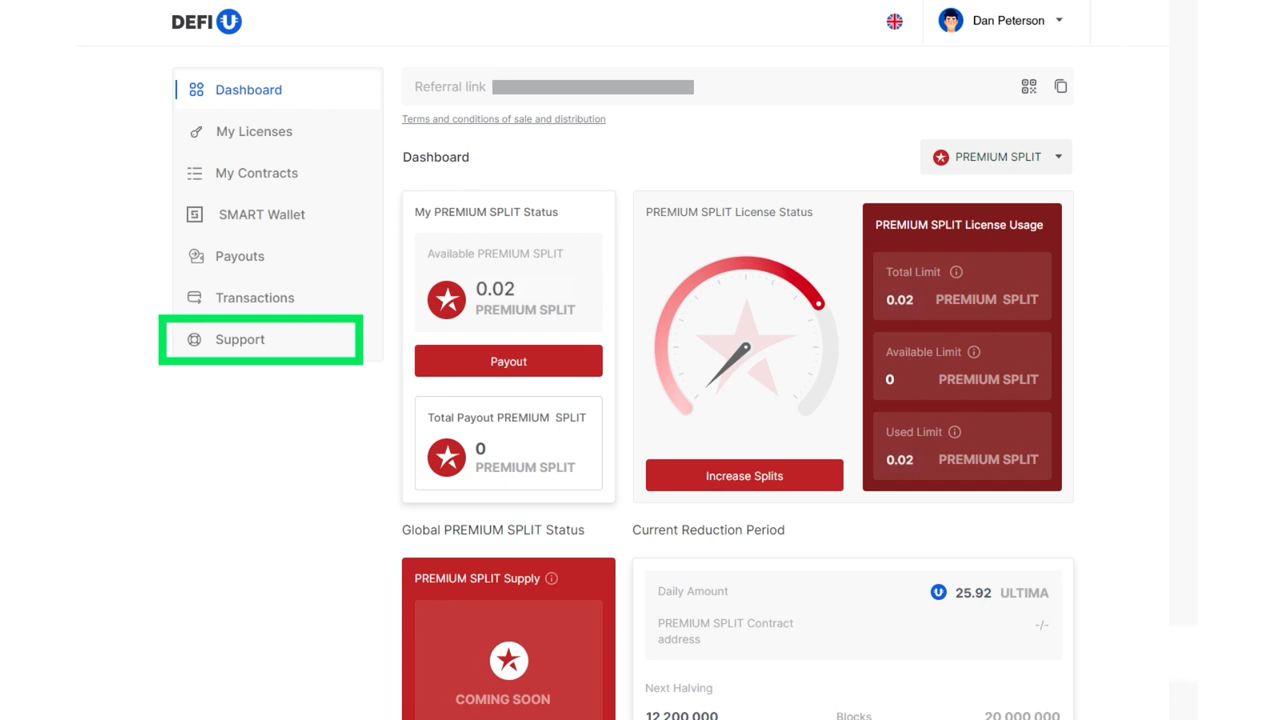 DEFI U
Dan Peterson
Dashboard
My Licenses
My Contracts
SMART Wallet
Payouts
Transactions
Support
Referral link
Terms and conditions of sale and distribution
Dashboard
PREMIUM SPLIT
My PREMIUM SPLIT Status
Available PREMIUM SPLIT
0.02
PREMIUM SPLIT
Payout
Total Payout PREMIUM SPLIT
0
PREMIUM SPLIT
PREMIUM SPLIT License Status
Increase Splits
PREMIUM SPLIT License Usage
Total Limit
0.02 PREMIUM SPLIT
Available Limit
0 PREMIUM SPLIT
Used Limit
0.02 PREMIUM SPLIT
Global PREMIUM SPLIT Status
PREMIUM SPLIT Supply
COMING SOON
Current Reduction Period
Daily Amount
25.92 ULTIMA
PREMIUM SPLIT Contract
address
-/-
Next Halving
12 200 000 Blocks 20 000 000